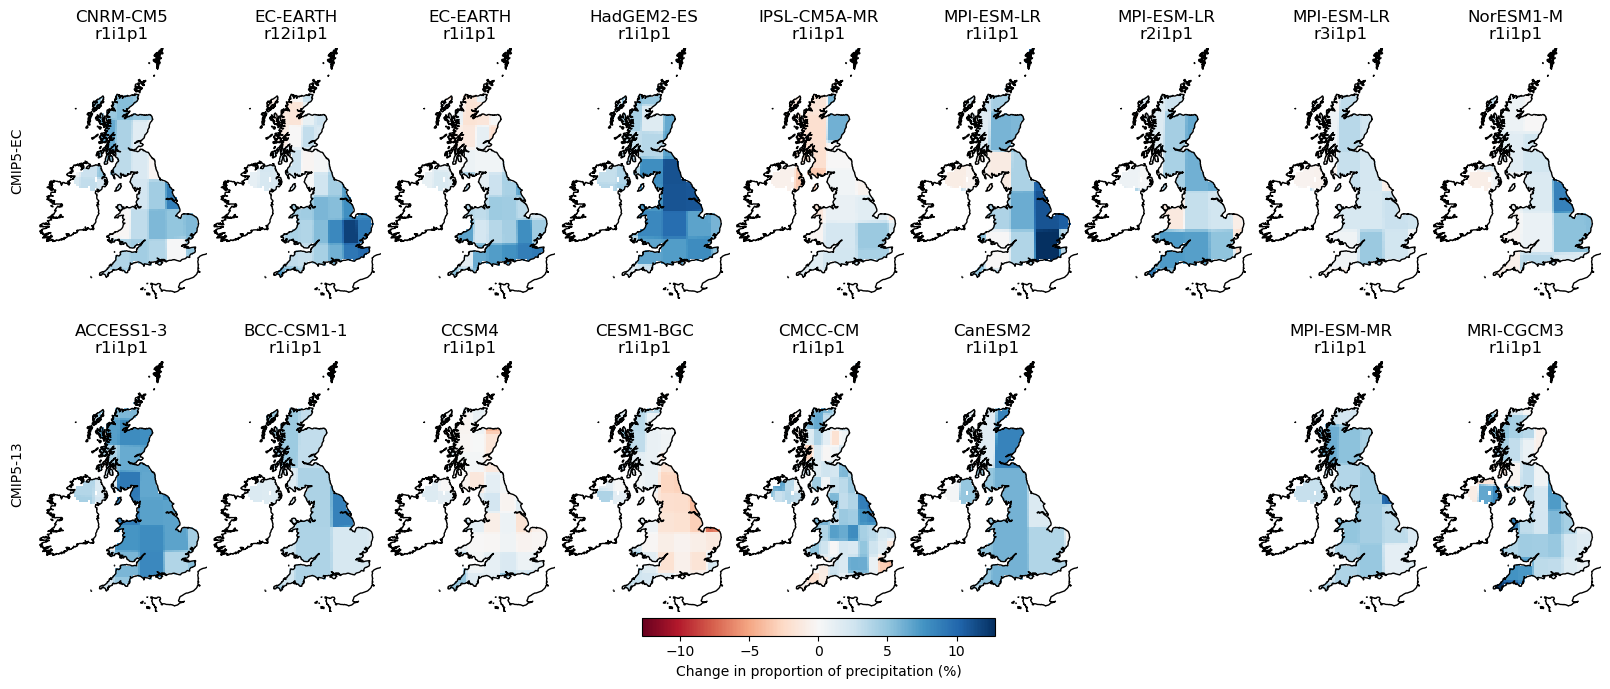 CNRM-CM5
r1i1p1
EC-EARTH
r12i1p1
EC-EARTH
r1i1p1
HadGEM2-ES
r1i1p1
IPSL-CM5A-MR
r1i1p1
MPI-ESM-LR
r1i1p1
MPI-ESM-LR
r2i1p1
MPI-ESM-LR
r3i1p1
NorESM1-M
r1i1p1
CMIP5-EC
ACCESS1-3
r1i1p1
BCC-CSM1-1
r1i1p1
CCSM4
r1i1p1
CESM1-BGC
r1i1p1
CMCC-CM
r1i1p1
CanESM2
r1i1p1
MPI-ESM-MR
r1i1p1
MRI-CGCM3
r1i1p1
CMIP5-13
−10 −5 0 5 10
Change in proportion of precipitation (%)